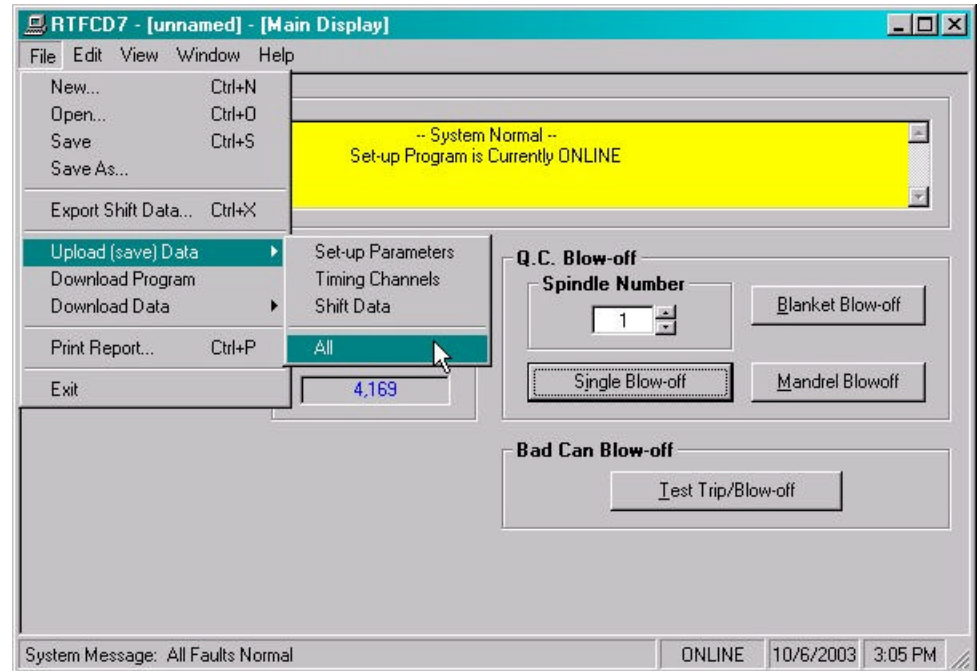 RTFCD7 - [unnamed] - [Main Display]
File Edit View Window Help
New... Ctrl+N
Open... Ctrl+O
Save Ctrl+S
Save As...
Export Shift Data... Ctrl+X
Upload (save) Data
Download Program
Download Data
Print Report... Ctrl+P
Exit
Set-up Parameters
Timing Channels
Shift Data
All
-- System Normal --
Set-up Program is Currently ONLINE
4,169
Q.C. Blow-off
Spindle Number
1
Blanket Blow-off
Single Blow-off
Mandrel Blowoff
Bad Can Blow-off
Test Trip/Blow-off
System Message: All Faults Normal
ONLINE
10/6/2003
3:05 PM